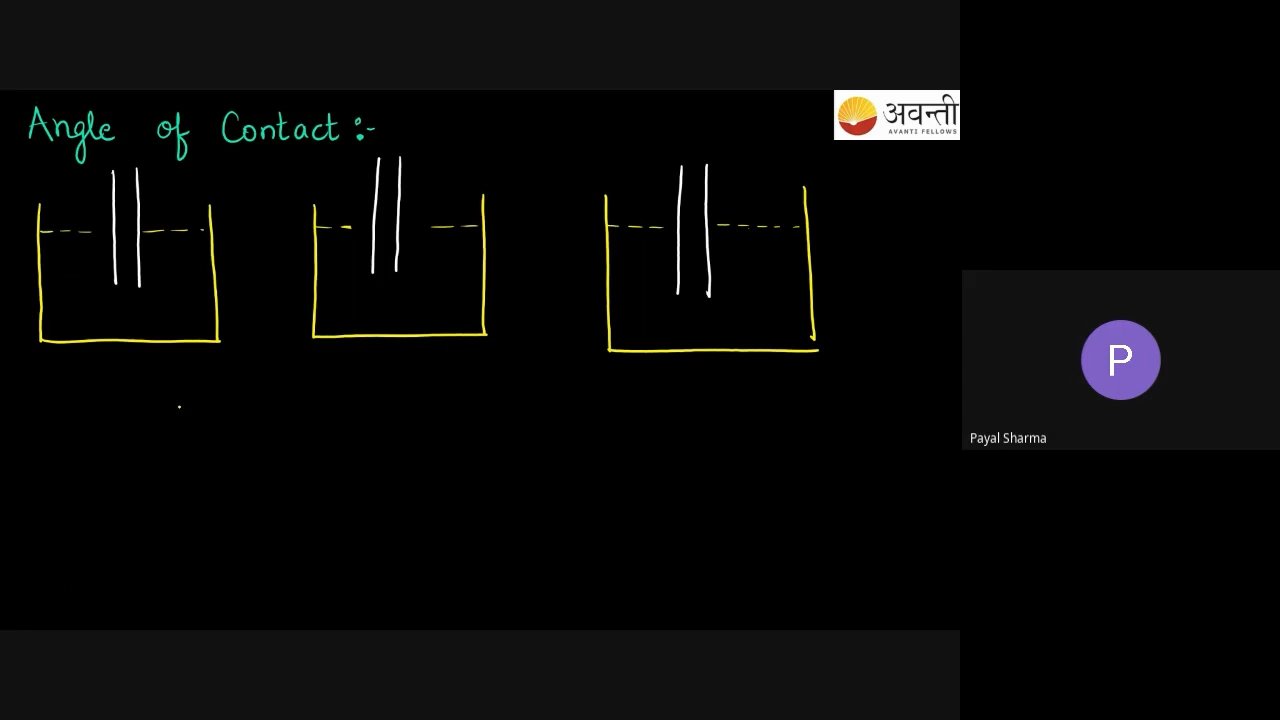 Angle of Contact :-
अवन्ती
AVANTI FELLOWS
P
Payal Sharma